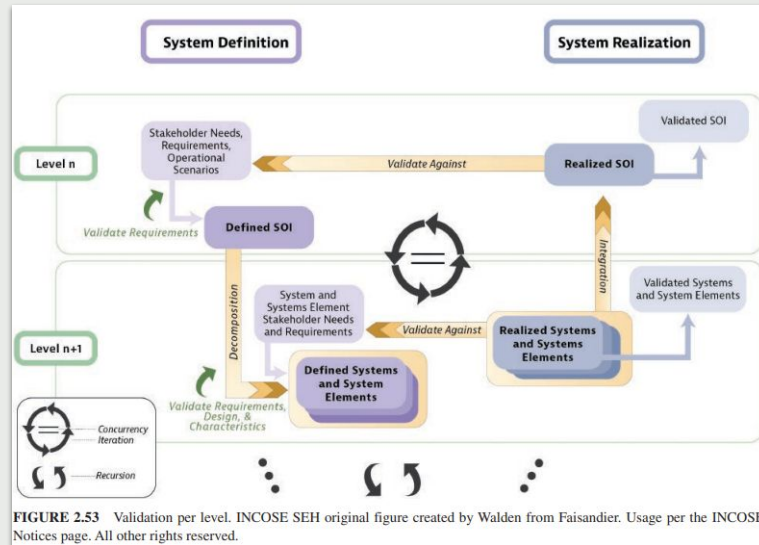 System Definition
System Realization
Level n
Stakeholder Needs,
Requirements,
Operational
Scenarios
Validate Against
Realized SOI
Validated SOI
Validate Requirements
Defined SOI
Integration
Decomposition
Level n+1
System and
Systems Element
Stakeholder Needs
and Requirements
Validate Against
Realized Systems
and Systems
Elements
Validated Systems
and System Elements
Defined Systems
and System
Elements
Validate Requirements,
Design, &
Characteristics
Concurrency
Iteration
Recursion
FIGURE 2.53 Validation per level. INCOSE SEH original figure created by Walden from Faisandier. Usage per the INCOSE
Notices page. All other rights reserved.